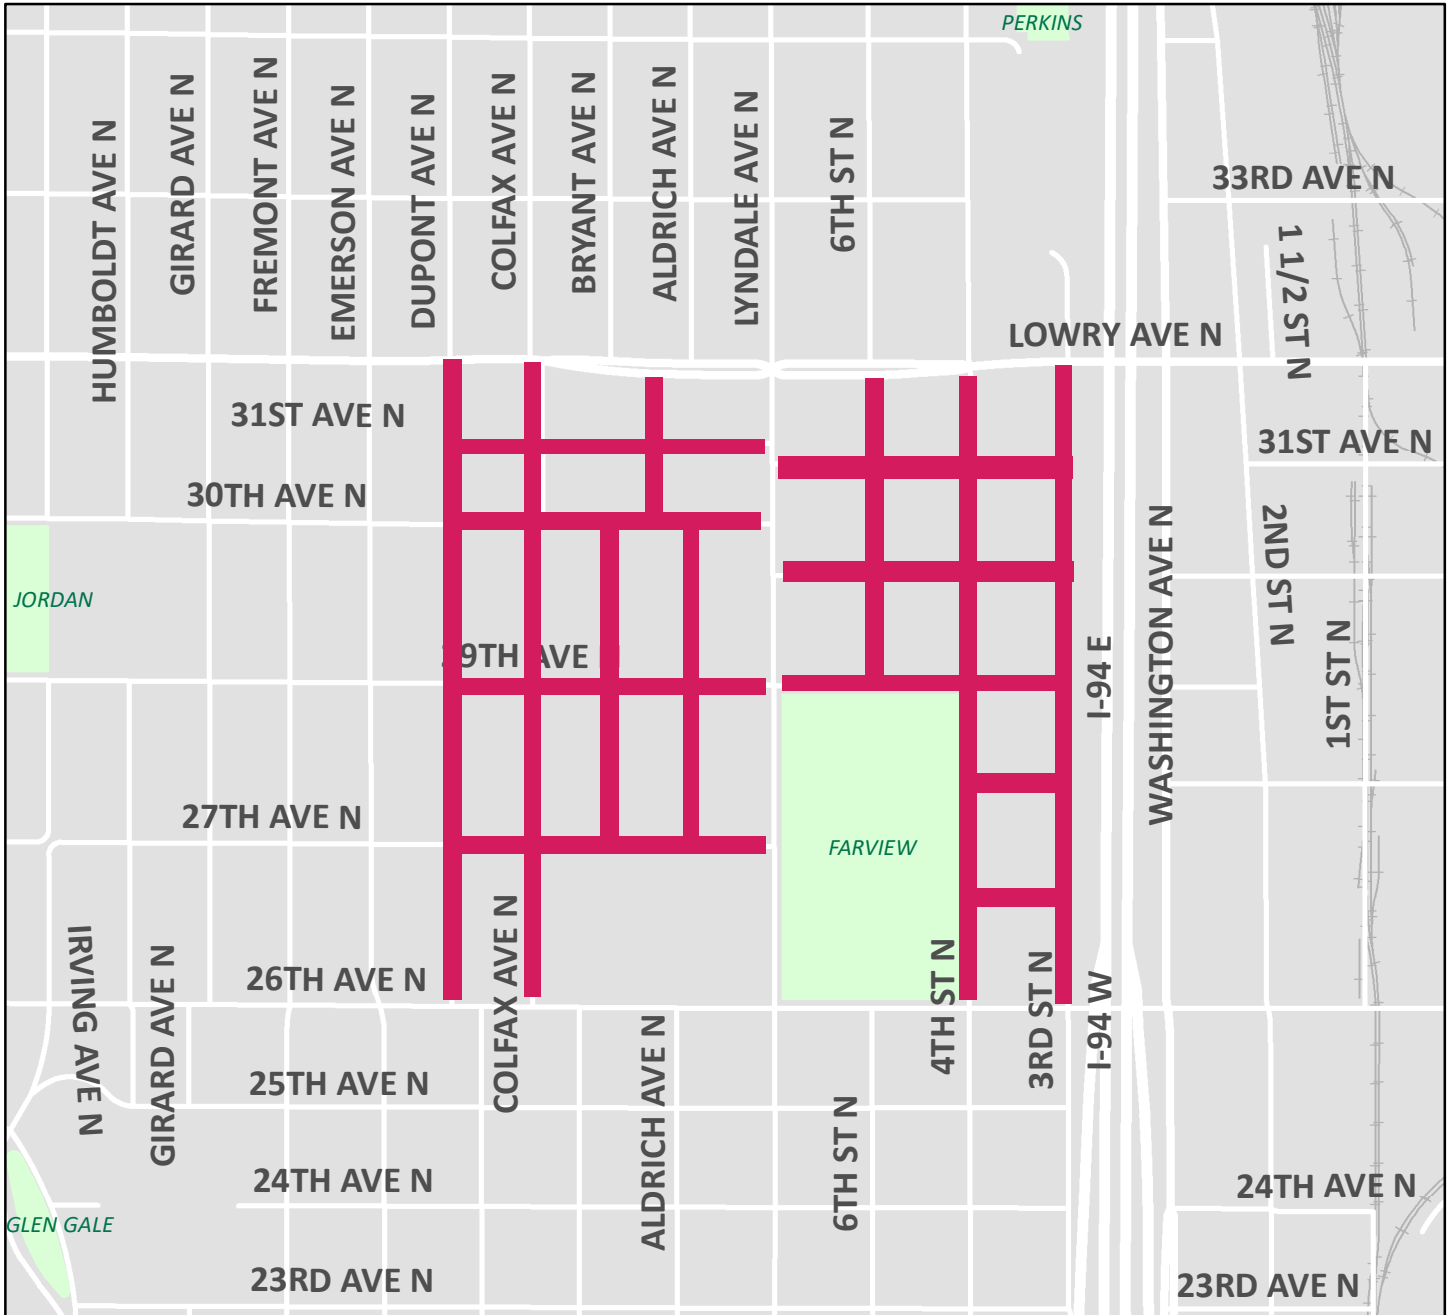 PERKINS
HUMBOLDT AVE N
GIRARD AVE N
FREMONT AVE N
EMERSON AVE N
DUPONT AVE N
COLFAX AVE N
BRYANT AVE N
ALDRICH AVE N
LYNDALE AVE N
6TH ST N
33RD AVE N
1 1/2 ST N
LOWRY AVE N
31ST AVE N
31ST AVE N
30TH AVE N
2ND ST N
WASHINGTON AVE N
JORDAN
9TH AVE N
I-94 E
1ST ST N
27TH AVE N
FARVIEW
IRVING AVE N
GIRARD AVE N
26TH AVE N
COLFAX AVE N
4TH ST N
3RD ST N
I-94 W
25TH AVE N
ALDRICH AVE N
6TH ST N
24TH AVE N
24TH AVE N
GLEN GALE
23RD AVE N
23RD AVE N